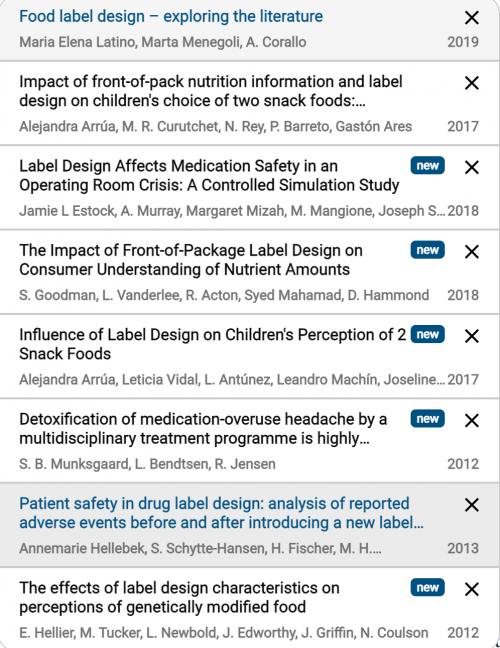 Food label design – exploring the literature
Maria Elena Latino, Marta Menegoli, A. Corallo 2019
Impact of front-of-pack nutrition information and label
design on children's choice of two snack foods:...
Alejandra Arrúa, M. R. Curutchet, N. Rey, P. Barreto, Gastón Ares 2017
Label Design Affects Medication Safety in an new
Operating Room Crisis: A Controlled Simulation Study
Jamie L Estock, A. Murray, Margaret Mizah, M. Mangione, Joseph S... 2018
The Impact of Front-of-Package Label Design on new
Consumer Understanding of Nutrient Amounts
S. Goodman, L. Vanderlee, R. Acton, Syed Mahamad, D. Hammond 2018
Influence of Label Design on Children's Perception of 2 new
Snack Foods
Alejandra Arrúa, Leticia Vidal, L. Antúnez, Leandro Machín, Joseline... 2017
Detoxification of medication-overuse headache by a new
multidisciplinary treatment programme is highly...
S. B. Munksgaard, L. Bendtsen, R. Jensen 2012
Patient safety in drug label design: analysis of reported
adverse events before and after introducing a new label...
Annemarie Hellebek, S. Schytte-Hansen, H. Fischer, M. H.... 2013
The effects of label design characteristics on new
perceptions of genetically modified food
E. Hellier, M. Tucker, L. Newbold, J. Edworthy, J. Griffin, N. Coulson 2012